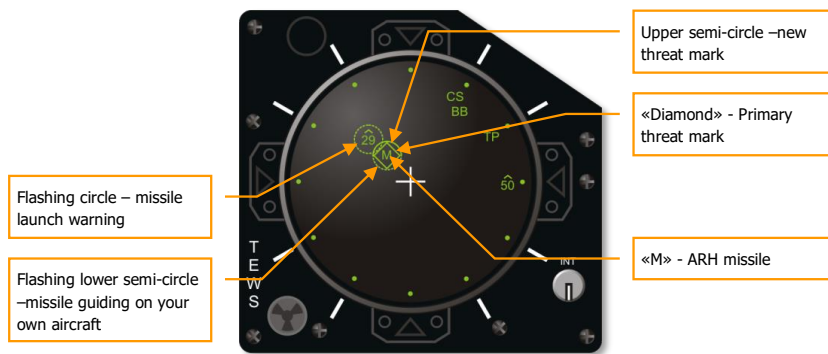 Upper semi-circle –new
threat mark
«Diamond» - Primary
threat mark
CS
BB
TP
29
M
50
Flashing circle – missile
launch warning
Flashing lower semi-circle
–missile guiding on your
own aircraft
«M» - ARH missile
INT
T
E
W
S